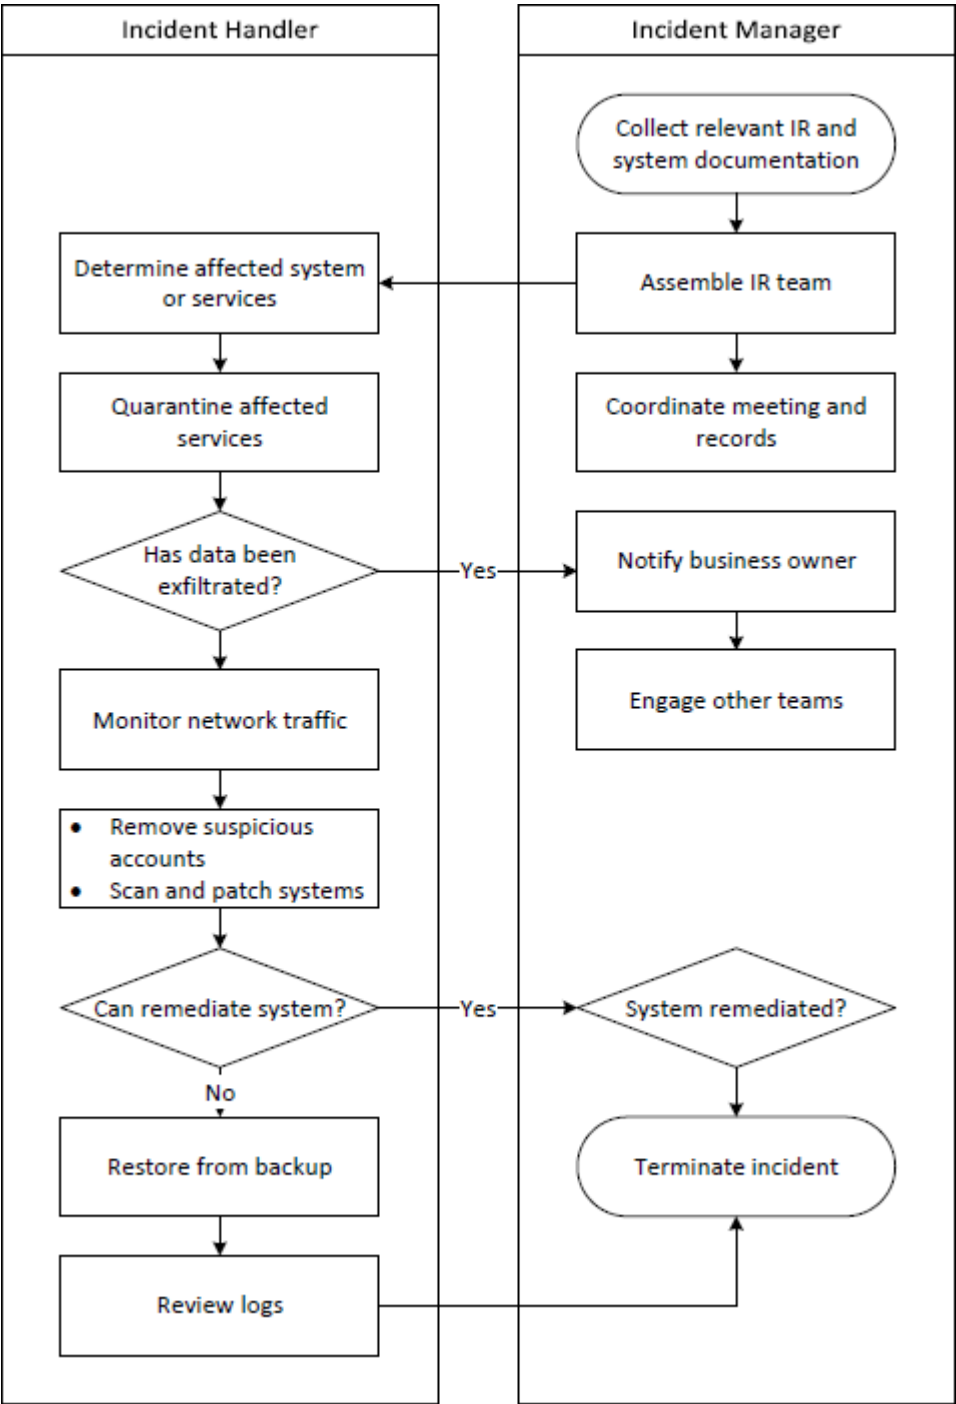 Incident Handler
Incident Manager
Collect relevant IR and
system documentation
Determine affected system
or services
Assemble IR team
Quarantine affected
services
Coordinate meeting and
records
Has data been
exfiltrated?
Yes
Notify business owner
Monitor network traffic
Engage other teams
• Remove suspicious
accounts
• Scan and patch systems
Can remediate system?
Yes
System remediated?
No
Restore from backup
Terminate incident
Review logs